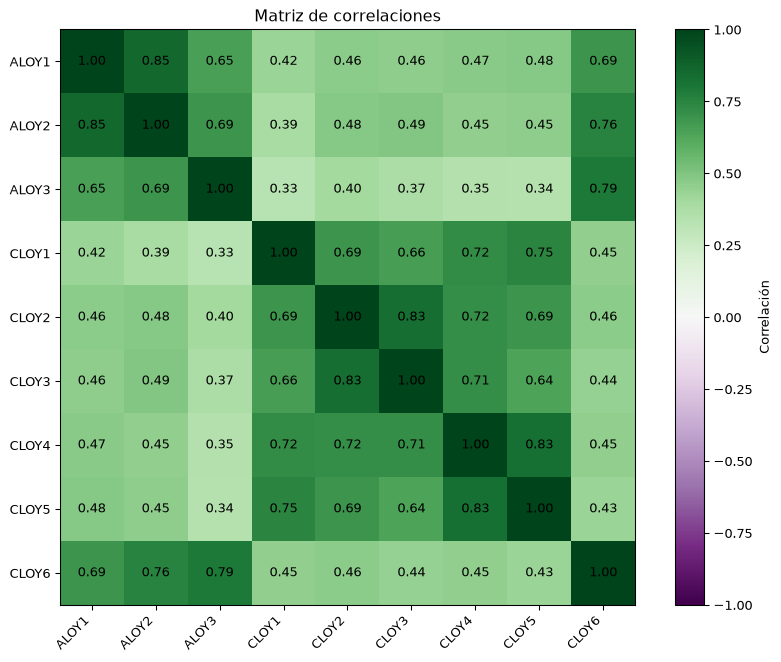 Matriz de correlaciones
ALOY1 1.00 0.85 0.65 0.42 0.46 0.46 0.47 0.48 0.69
ALOY2 0.85 1.00 0.69 0.39 0.48 0.49 0.45 0.45 0.76
ALOY3 0.65 0.69 1.00 0.33 0.40 0.37 0.35 0.34 0.79
CLOY1 0.42 0.39 0.33 1.00 0.69 0.66 0.72 0.75 0.45
CLOY2 0.46 0.48 0.40 0.69 1.00 0.83 0.72 0.69 0.46
CLOY3 0.46 0.49 0.37 0.66 0.83 1.00 0.71 0.64 0.44
CLOY4 0.47 0.45 0.35 0.72 0.72 0.71 1.00 0.83 0.45
CLOY5 0.48 0.45 0.34 0.75 0.69 0.64 0.83 1.00 0.43
CLOY6 0.69 0.76 0.79 0.45 0.46 0.44 0.45 0.43 1.00
ALOY1 ALOY2 ALOY3 CLOY1 CLOY2 CLOY3 CLOY4 CLOY5 CLOY6
1.00
0.75
0.50
0.25
0.00
−0.25
−0.50
−0.75
−1.00
Correlación